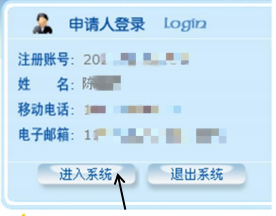 申请人登录 Login
注册账号: 20
姓 名: 陈
移动电话: 1
电子邮箱: 1
进入系统 退出系统